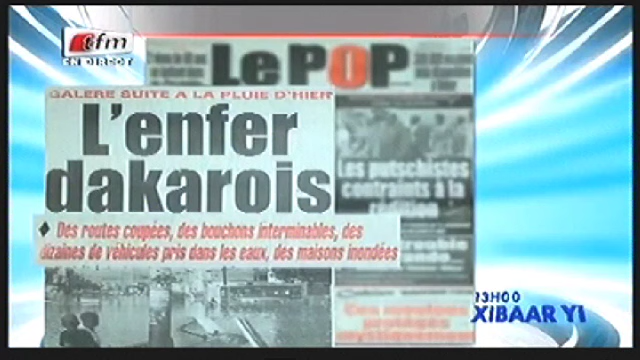 tfm
EN DIRECT
Le POP
GALERE SUITE A LA PLUIE D'HIER
L'enfer
dakarois
Des routes coupées, des bouchons interminables, des
dizaines de véhicules pris dans les eaux, des maisons inondées
Les putschistes
contraints à la
reddition
13H00
XIBAAR YI